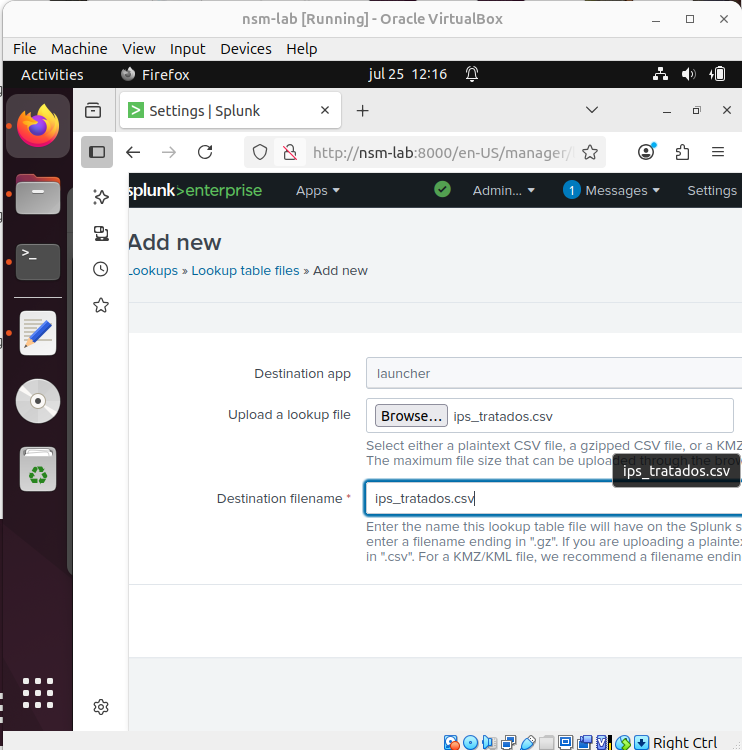 nsm-lab [Running] - Oracle VirtualBox
File Machine View Input Devices Help
Activities Firefox jul 25 12:16
Settings | Splunk
http://nsm-lab:8000/en-US/manager/
splunk>enterprise Apps Admin... 1 Messages Settings
Add new
Lookups » Lookup table files » Add new
Destination app launcher
Upload a lookup file Browse... ips_tratados.csv
Select either a plaintext CSV file, a gzipped CSV file, or a KMZ
The maximum file size that can be uploaded through the brow
ips_tratados.csv
Destination filename * ips_tratados.csv
Enter the name this lookup table file will have on the Splunk s
enter a filename ending in ".gz". If you are uploading a plainte
in ".csv". For a KMZ/KML file, we recommend a filename endin
Right Ctrl